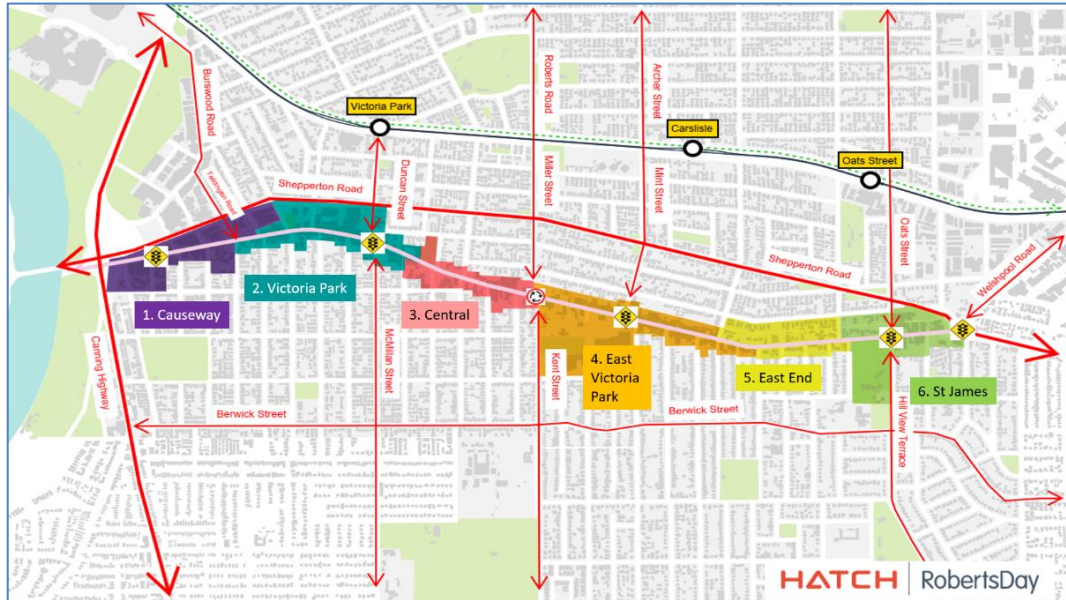 Burswood Road
Teddington Road
Victoria Park
Duncan Street
Roberts Road
Miller Street
Archer Street
Mint Street
Carslisle
Oats Street
Oats Street
Shepperton Road
Shepperton Road
Welshpool Road
1. Causeway
2. Victoria Park
3. Central
4. East
Victoria
Park
5. East End
6. St James
Canning Highway
McMillan Street
Kent Street
Berwick Street
Berwick Street
Hill View Terrace
HATCH | RobertsDay